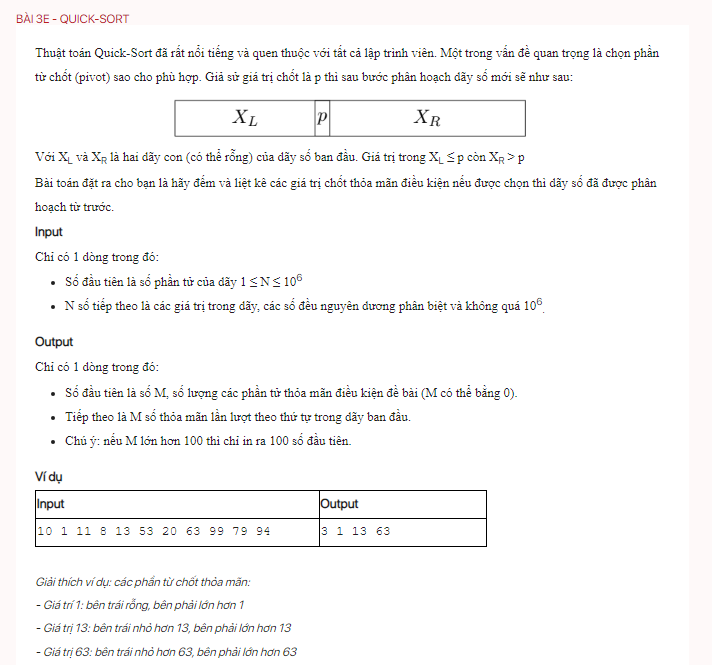 BÀI 3E - QUICK-SORT
Thuật toán Quick-Sort đã rất nổi tiếng và quen thuộc với tất cả lập trình viên. Một trong vấn đề quan trọng là chọn phần
tử chốt (pivot) sao cho phù hợp. Giả sử giá trị chốt là p thì sau bước phân hoạch dãy số mới sẽ như sau:
X_L p X_R
Với X_L và X_R là hai dãy con (có thể rỗng) của dãy số ban đầu. Giá trị trong X_L ≤ p còn X_R > p
Bài toán đặt ra cho bạn là hãy đếm và liệt kê các giá trị chốt thỏa mãn điều kiện nếu được chọn thì dãy số đã được phân
hoạch từ trước.
Input
Chỉ có 1 dòng trong đó:
• Số đầu tiên là số phần tử của dãy 1 ≤ N ≤ 10^6
• N số tiếp theo là các giá trị trong dãy, các số đều nguyên dương phân biệt và không quá 10^6.
Output
Chỉ có 1 dòng trong đó:
• Số đầu tiên là số M, số lượng các phần tử thỏa mãn điều kiện đề bài (M có thể bằng 0).
• Tiếp theo là M số thỏa mãn lần lượt theo thứ tự trong dãy ban đầu.
• Chú ý: nếu M lớn hơn 100 thì chỉ in ra 100 số đầu tiên.
Ví dụ
Input Output
10 1 11 8 13 53 20 63 99 79 94 3 1 13 63
Giải thích ví dụ: các phần từ chốt thỏa mãn:
- Giá trí 1: bên trái rỗng, bên phải lớn hơn 1
- Giá trị 13: bên trái nhỏ hơn 13, bên phải lớn hơn 13
- Giá trị 63: bên trái nhỏ hơn 63, bên phải lớn hơn 63